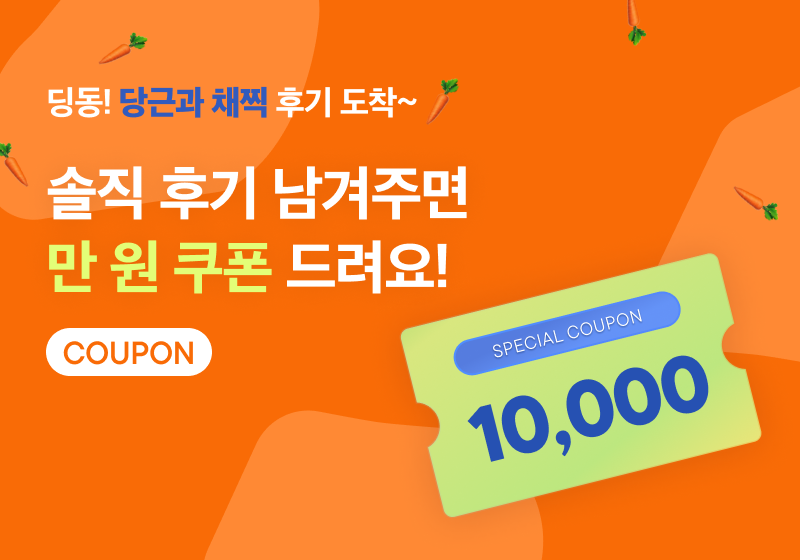 딩동! 당근과 채찍 후기 도착~
솔직 후기 남겨주면
만 원 쿠폰 드려요!
COUPON
SPECIAL COUPON
10,000